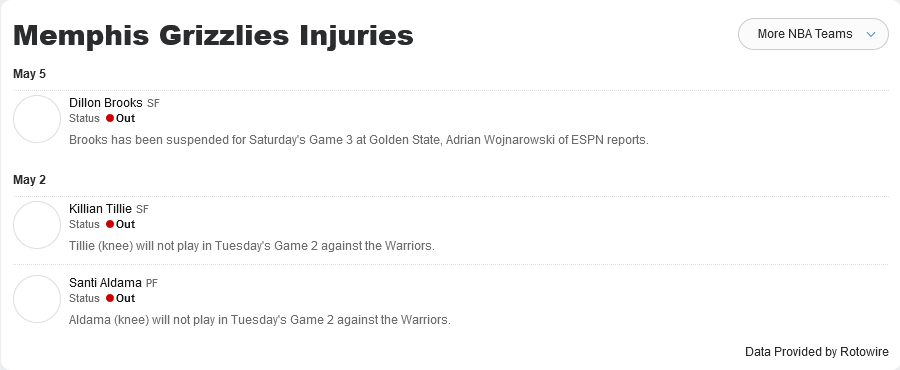 Memphis Grizzlies Injuries
More NBA Teams
May 5
Dillon Brooks SF
Status Out
Brooks has been suspended for Saturday's Game 3 at Golden State, Adrian Wojnarowski of ESPN reports.
May 2
Killian Tillie SF
Status Out
Tillie (knee) will not play in Tuesday's Game 2 against the Warriors.
Santi Aldama PF
Status Out
Aldama (knee) will not play in Tuesday's Game 2 against the Warriors.
Data Provided by Rotowire